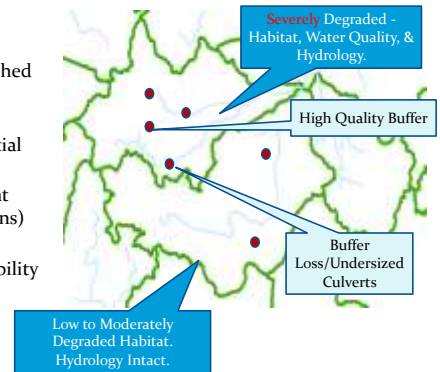 Severely Degraded -
Habitat, Water Quality, &
Hydrology.
High Quality Buffer
Buffer
Loss/Undersized
Culverts
Low to Moderately
Degraded Habitat.
Hydrology Intact.